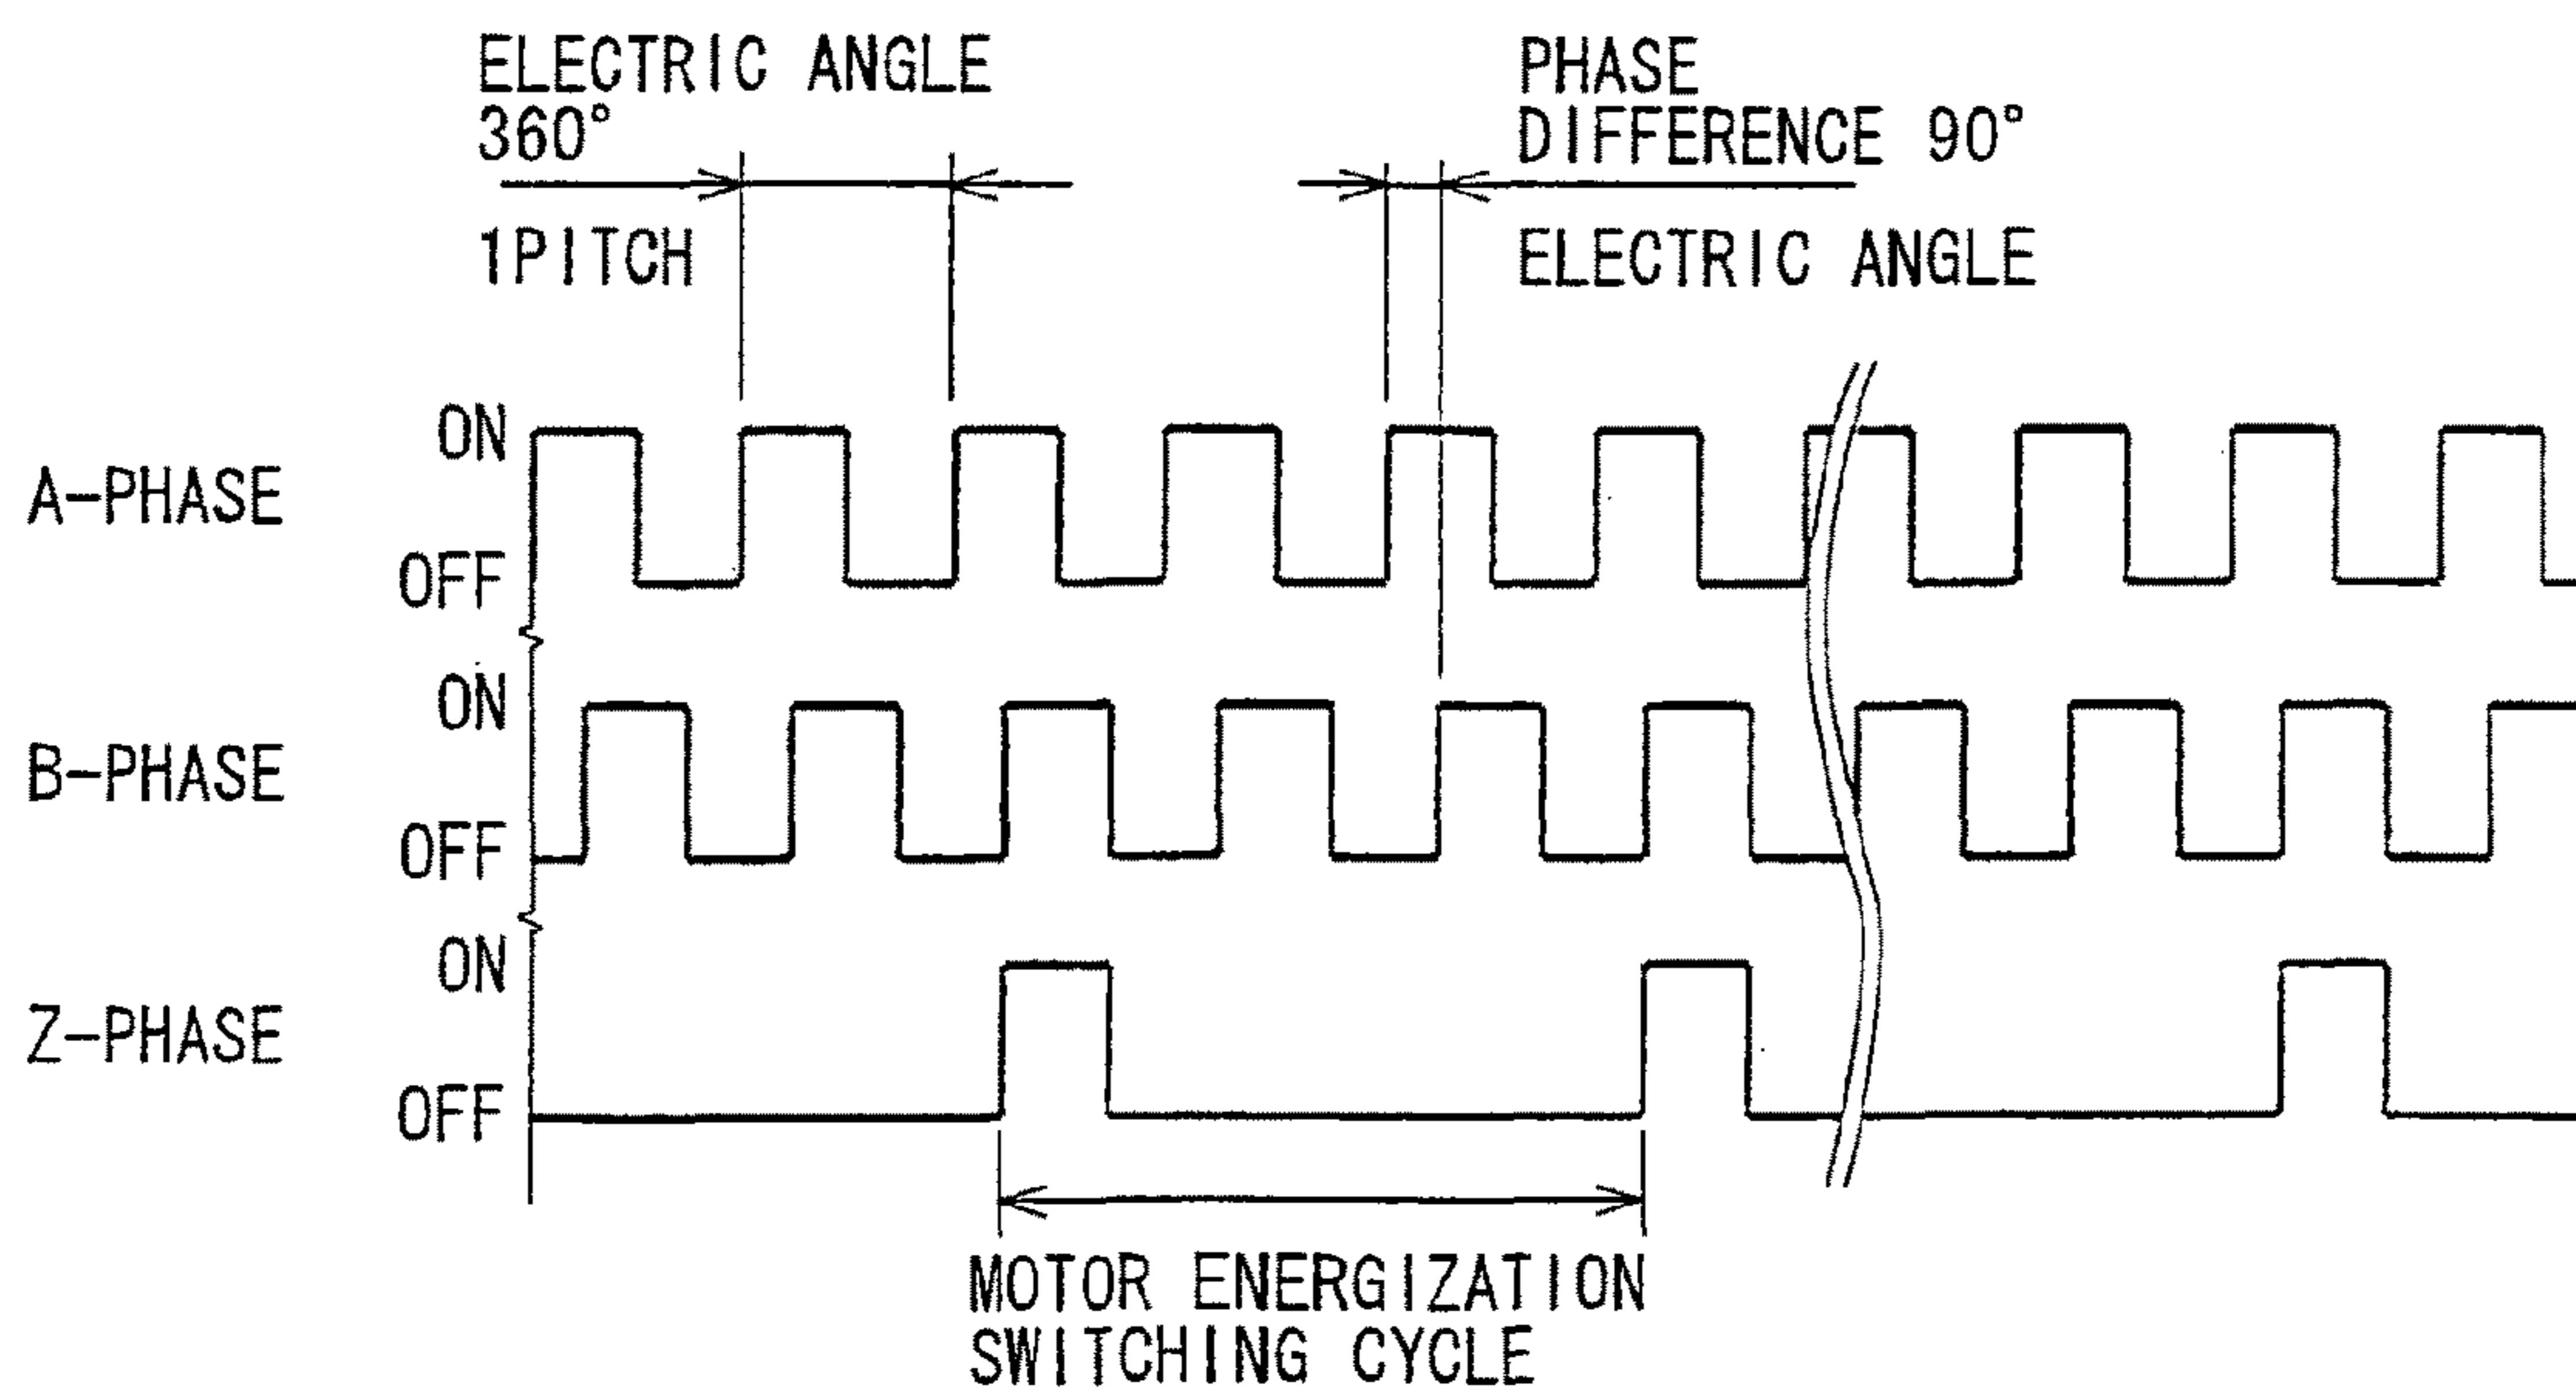 ELECTRIC ANGLE
360°
1PITCH
PHASE
DIFFERENCE 90°
ELECTRIC ANGLE
A-PHASE
ON
OFF
B-PHASE
ON
OFF
Z-PHASE
ON
OFF
MOTOR ENERGIZATION
SWITCHING CYCLE